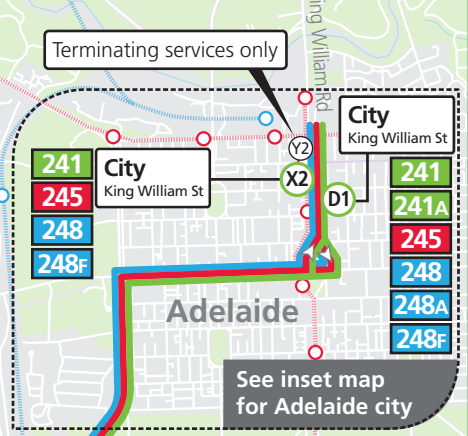 Terminating services only
King William Rd
City
King William St
Y2
241
245
248
248F
City
King William St
X2
D1
241
241A
245
248
248A
248F
Adelaide
See inset map
for Adelaide city